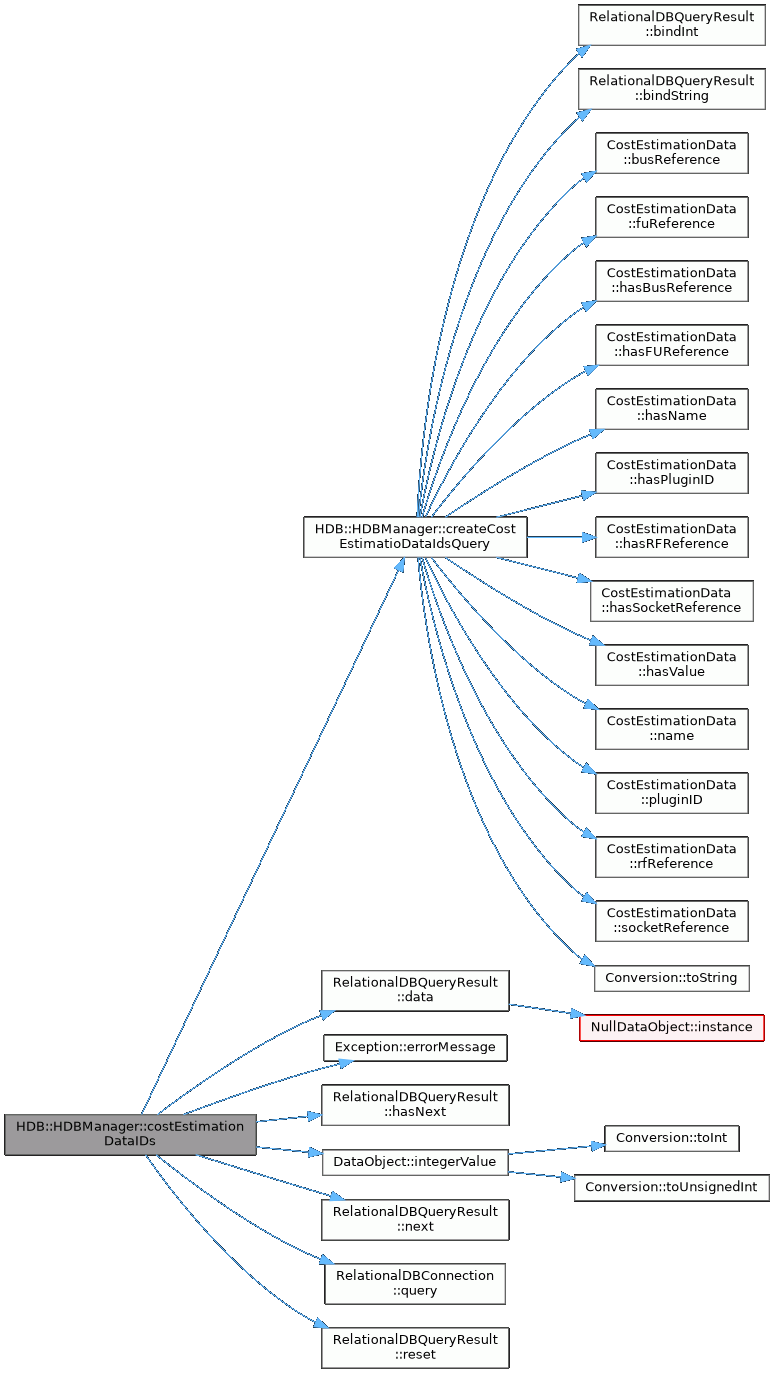 RelationalDBQueryResult
::bindInt
RelationalDBQueryResult
::bindString
CostEstimationData
::busReference
CostEstimationData
::fuReference
CostEstimationData
::hasBusReference
CostEstimationData
::hasFUReference
CostEstimationData
::hasName
CostEstimationData
::hasPluginID
HDB::HDBManager::createCost
EstimatioDataIdsQuery
CostEstimationData
::hasRFReference
CostEstimationData
::hasSocketReference
CostEstimationData
::hasValue
CostEstimationData
::name
CostEstimationData
::pluginID
CostEstimationData
::rfReference
CostEstimationData
::socketReference
Conversion::toString
RelationalDBQueryResult
::data
NullDataObject::instance
Exception::errorMessage
RelationalDBQueryResult
::hasNext
HDB::HDBManager::costEstimation
DataIDs
Conversion::toInt
DataObject::integerValue
Conversion::toUnsignedInt
RelationalDBQueryResult
::next
RelationalDBConnection
::query
RelationalDBQueryResult
::reset